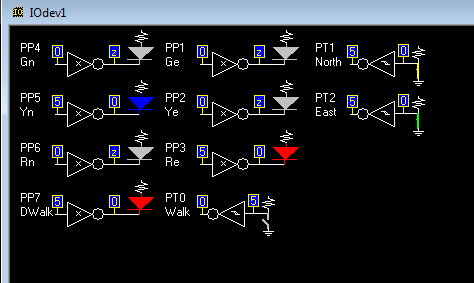 IOdev1
PP4 0 z PP1 0 z PT1 5 0
Gn x Ge x North
PP5 5 0 PP2 0 z PT2 5 0
Yn x Ye x East
PP6 0 z PP3 5 0
Rn x Re x
PP7 5 0 PT0 0 5
DWalk x Walk